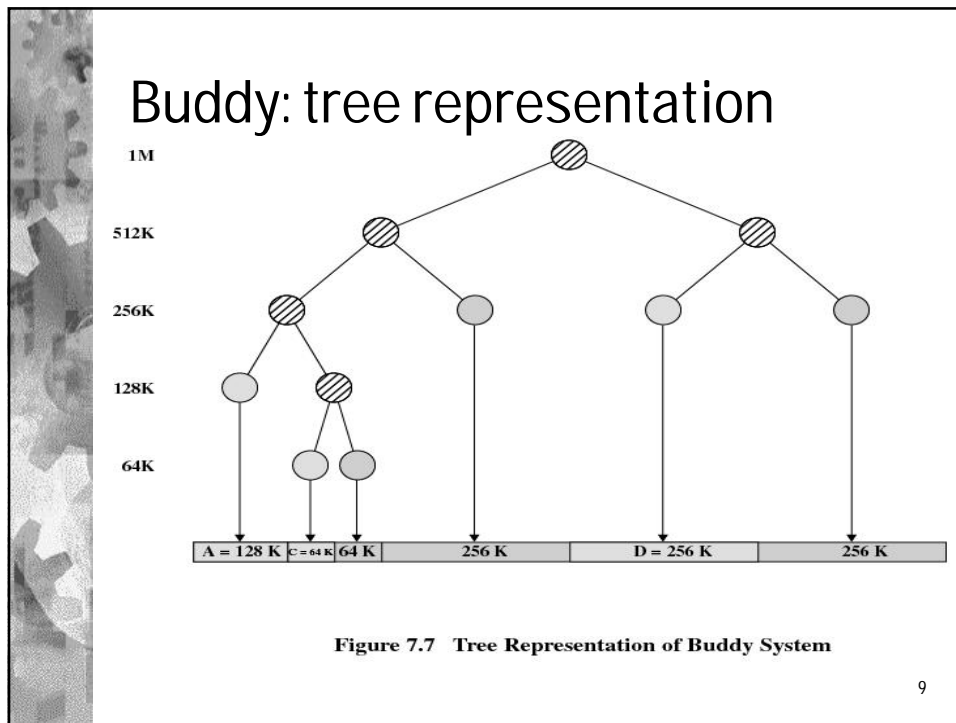 Buddy: tree representation
1M
512K
256K
128K
64K
A = 128 K C = 64 K 64 K 256 K D = 256 K 256 K
Figure 7.7 Tree Representation of Buddy System
9